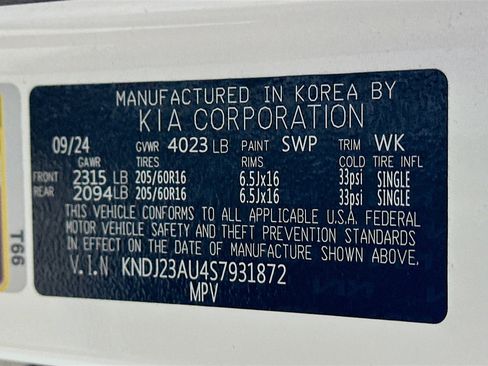 MANUFACTURED IN KOREA BY
KIA CORPORATION
09/24 GVWR 4023 LB PAINT SWP TRIM WK
GAWR TIRES RIMS COLD TIRE INFL
FRONT 2315 LB 205/60R16 6.5Jx16 33psi SINGLE
REAR 2094 LB 205/60R16 6.5Jx16 33psi SINGLE
THIS VEHICLE CONFORMS TO ALL APPLICABLE U.S.A. FEDERAL
MOTOR VEHICLE SAFETY AND THEFT PREVENTION STANDARDS
IN EFFECT ON THE DATE OF MANUFACTURE SHOWN ABOVE.
V.I.N KNDJ23AU4S7931872
MPV
T66